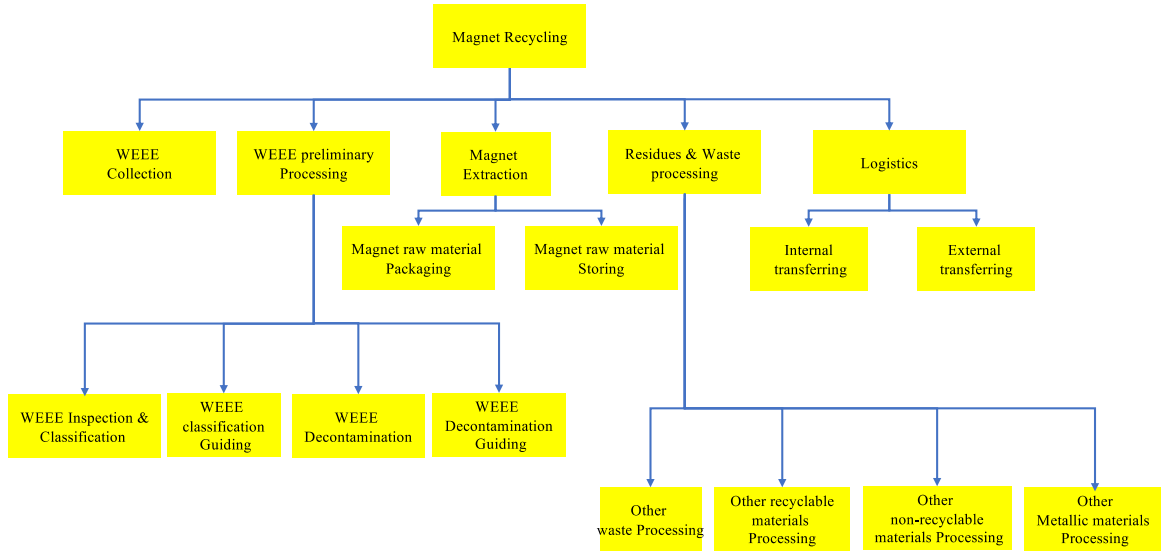 Magnet Recycling
WEEE
Collection
WEEE preliminary
Processing
Magnet
Extraction
Residues & Waste
processing
Logistics
Magnet raw material
Packaging
Magnet raw material
Storing
Internal
transferring
External
transferring
WEEE Inspection &
Classification
WEEE
classification
Guiding
WEEE
Decontamination
WEEE
Decontamination
Guiding
Other
waste Processing
Other recyclable
materials
Processing
Other
non-recyclable
materials Processing
Other
Metallic materials
Processing